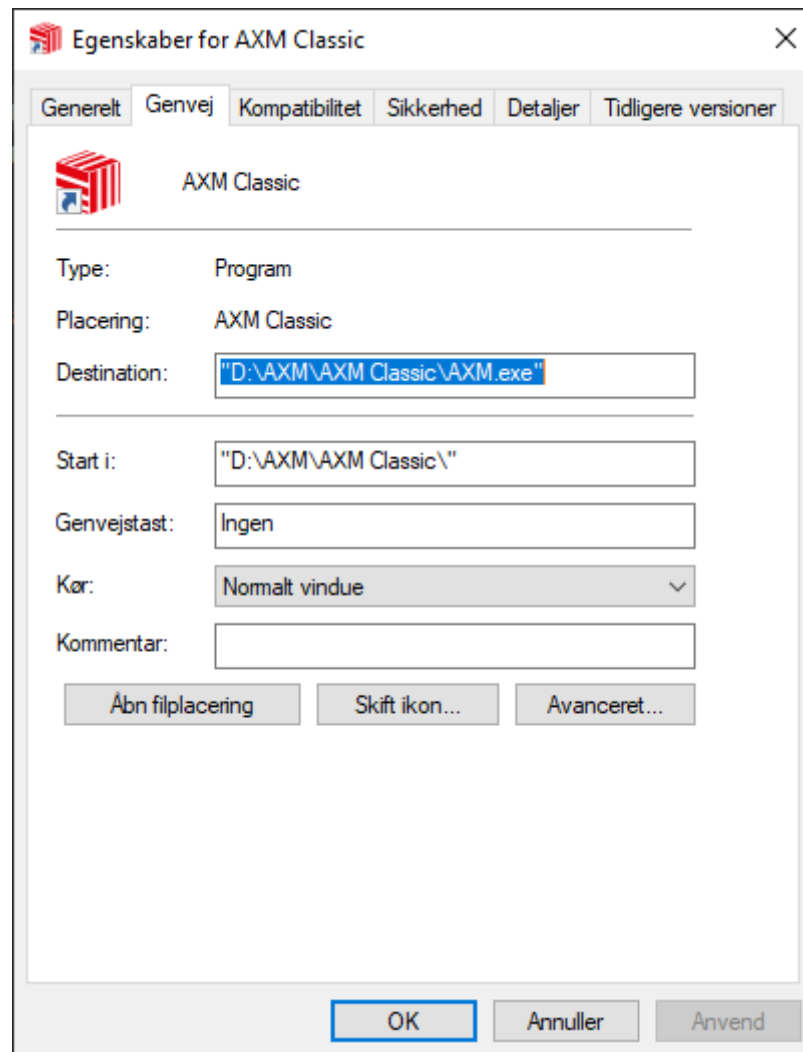 Egenskaber for AXM Classic
Generelt Genvej Kompatibilitet Sikkerhed Detaljer Tidligere versioner
AXM Classic
Type: Program
Placering: AXM Classic
Destination: "D:\AXM\AXM Classic\AXM.exe"
Start i: "D:\AXM\AXM Classic\"
Genvejstast: Ingen
Kør: Normalt vindue
Kommentar:
Åbn filplacering Skift ikon... Avanceret...
OK Annuller Anvend